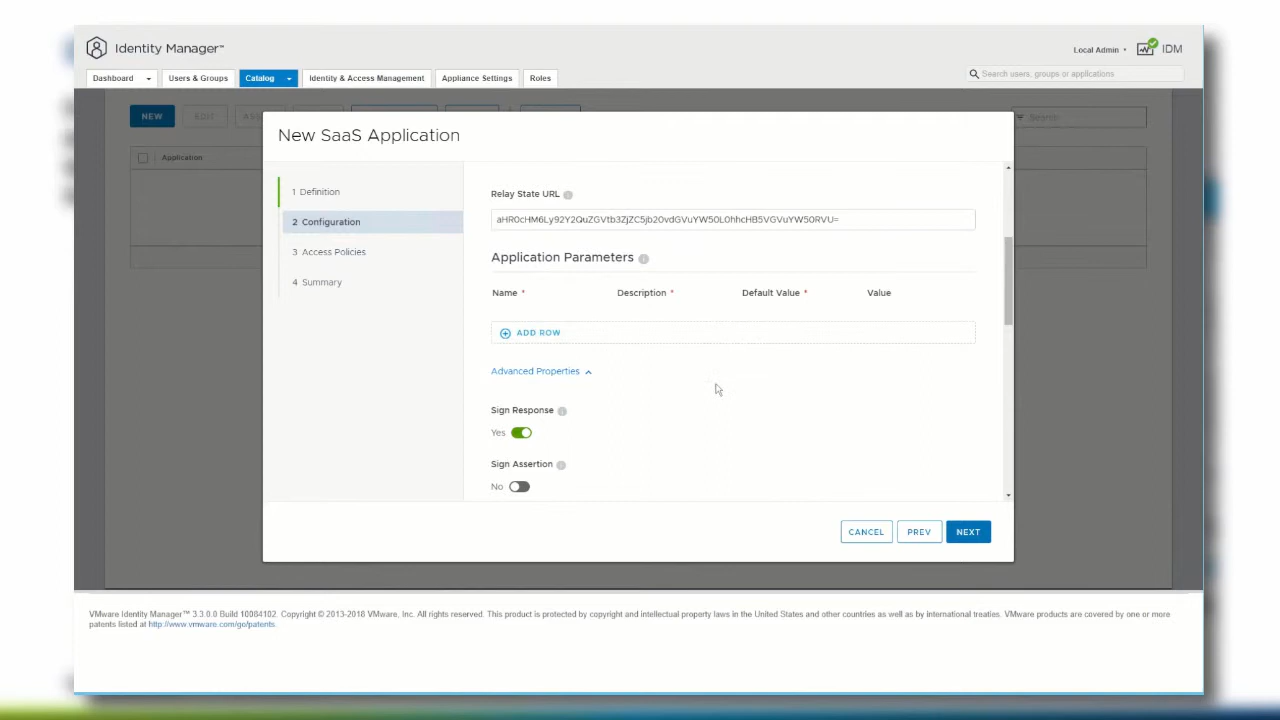 Identity Manager™
Local Admin
IDM
Dashboard
Users & Groups
Catalog
Identity & Access Management
Appliance Settings
Roles
Search users, groups or applications
NEW
EDIT
Search
Application
New SaaS Application
1 Definition
2 Configuration
3 Access Policies
4 Summary
Relay State URL
Application Parameters
Name *
Description *
Default Value *
Value
ADD ROW
Advanced Properties
Sign Response
Yes
Sign Assertion
No
CANCEL
PREV
NEXT
VMware Identity Manager™ 3.3.0.0 Build 10084102. Copyright © 2013-2018 VMware, Inc. All rights reserved. This product is protected by copyright and intellectual property laws in the United States and other countries as well as by international treaties. VMware products are covered by one or more
patents listed at http://www.vmware.com/go/patents.